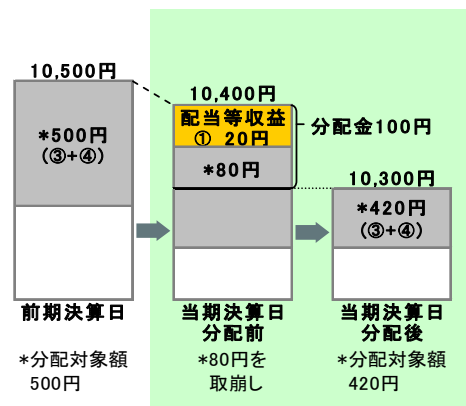 10,500円
*500円
(③+④)
前期決算日
*分配対象額
500円
10,400円
配当等収益
① 20円
*80円
分配金100円
当期決算日
分配前
*80円を
取崩し
10,300円
*420円
(③+④)
当期決算日
分配後
*分配対象額
420円